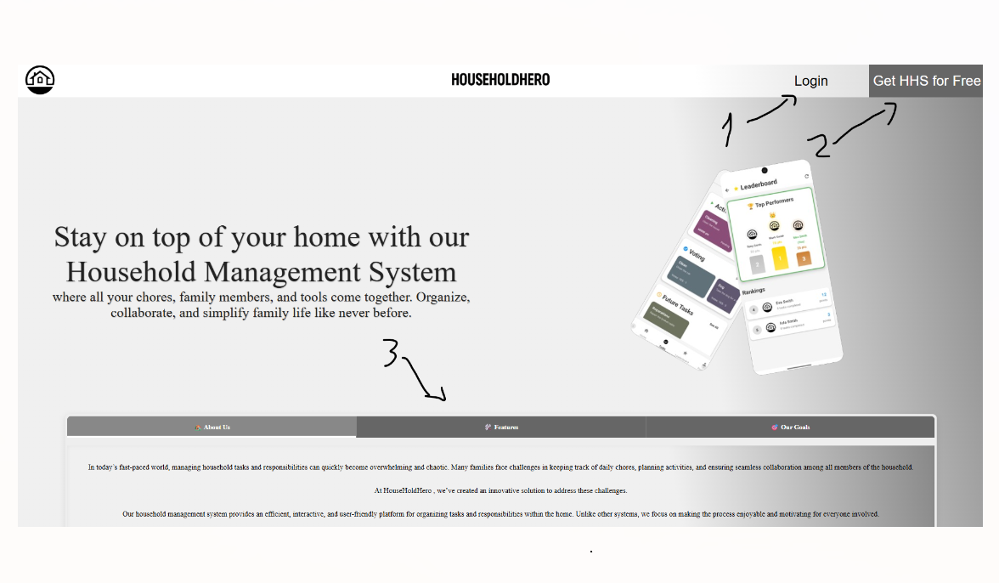 HOUSEHOLDHERO
Login
Get HHS for Free
1
2
Leaderboard
Top Performers
Voting
Future Tasks
Rankings
Eva Smith
Ada Smith
Stay on top of your home with our
Household Management System
where all your chores, family members, and tools come together. Organize,
collaborate, and simplify family life like never before.
3
About Us
Features
Our Goals
In today's fast-paced world, managing household tasks and responsibilities can quickly become overwhelming and chaotic. Many families face challenges in keeping track of daily chores, planning activities, and ensuring seamless collaboration among all members of the household.
At HouseHoldHero , we've created an innovative solution to address these challenges.
Our household management system provides an efficient, interactive, and user-friendly platform for organizing tasks and responsibilities within the home. Unlike other systems, we focus on making the process enjoyable and motivating for everyone involved.